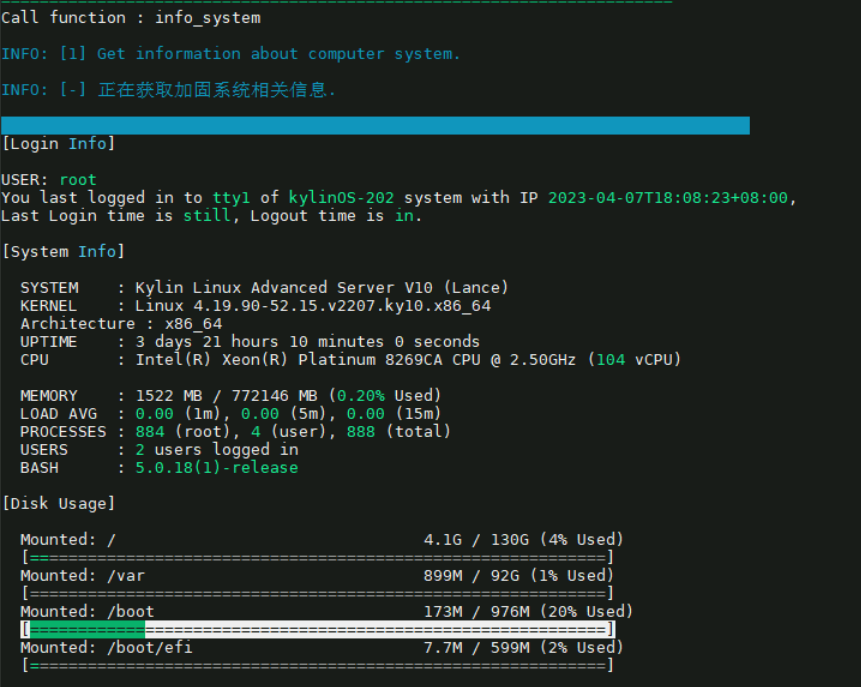 Call function : info_system
INFO: [1] Get information about computer system.
INFO: [-] 正在获取加固系统相关信息.
[Login Info]
USER: root
You last logged in to tty1 of kylinOS-202 system with IP 2023-04-07T18:08:23+08:00,
Last Login time is still, Logout time is in.
[System Info]
SYSTEM : Kylin Linux Advanced Server V10 (Lance)
KERNEL : Linux 4.19.90-52.15.v2207.ky10.x86_64
Architecture : x86_64
UPTIME : 3 days 21 hours 10 minutes 0 seconds
CPU : Intel(R) Xeon(R) Platinum 8269CA CPU @ 2.50GHz (104 vCPU)
MEMORY : 1522 MB / 772146 MB (0.20% Used)
LOAD AVG : 0.00 (1m), 0.00 (5m), 0.00 (15m)
PROCESSES : 884 (root), 4 (user), 888 (total)
USERS : 2 users logged in
BASH : 5.0.18(1)-release
[Disk Usage]
Mounted: / 4.1G / 130G (4% Used)
[============================================================]
Mounted: /var 899M / 92G (1% Used)
[============================================================]
Mounted: /boot 173M / 976M (20% Used)
[============================================================]
Mounted: /boot/efi 7.7M / 599M (2% Used)
[============================================================]